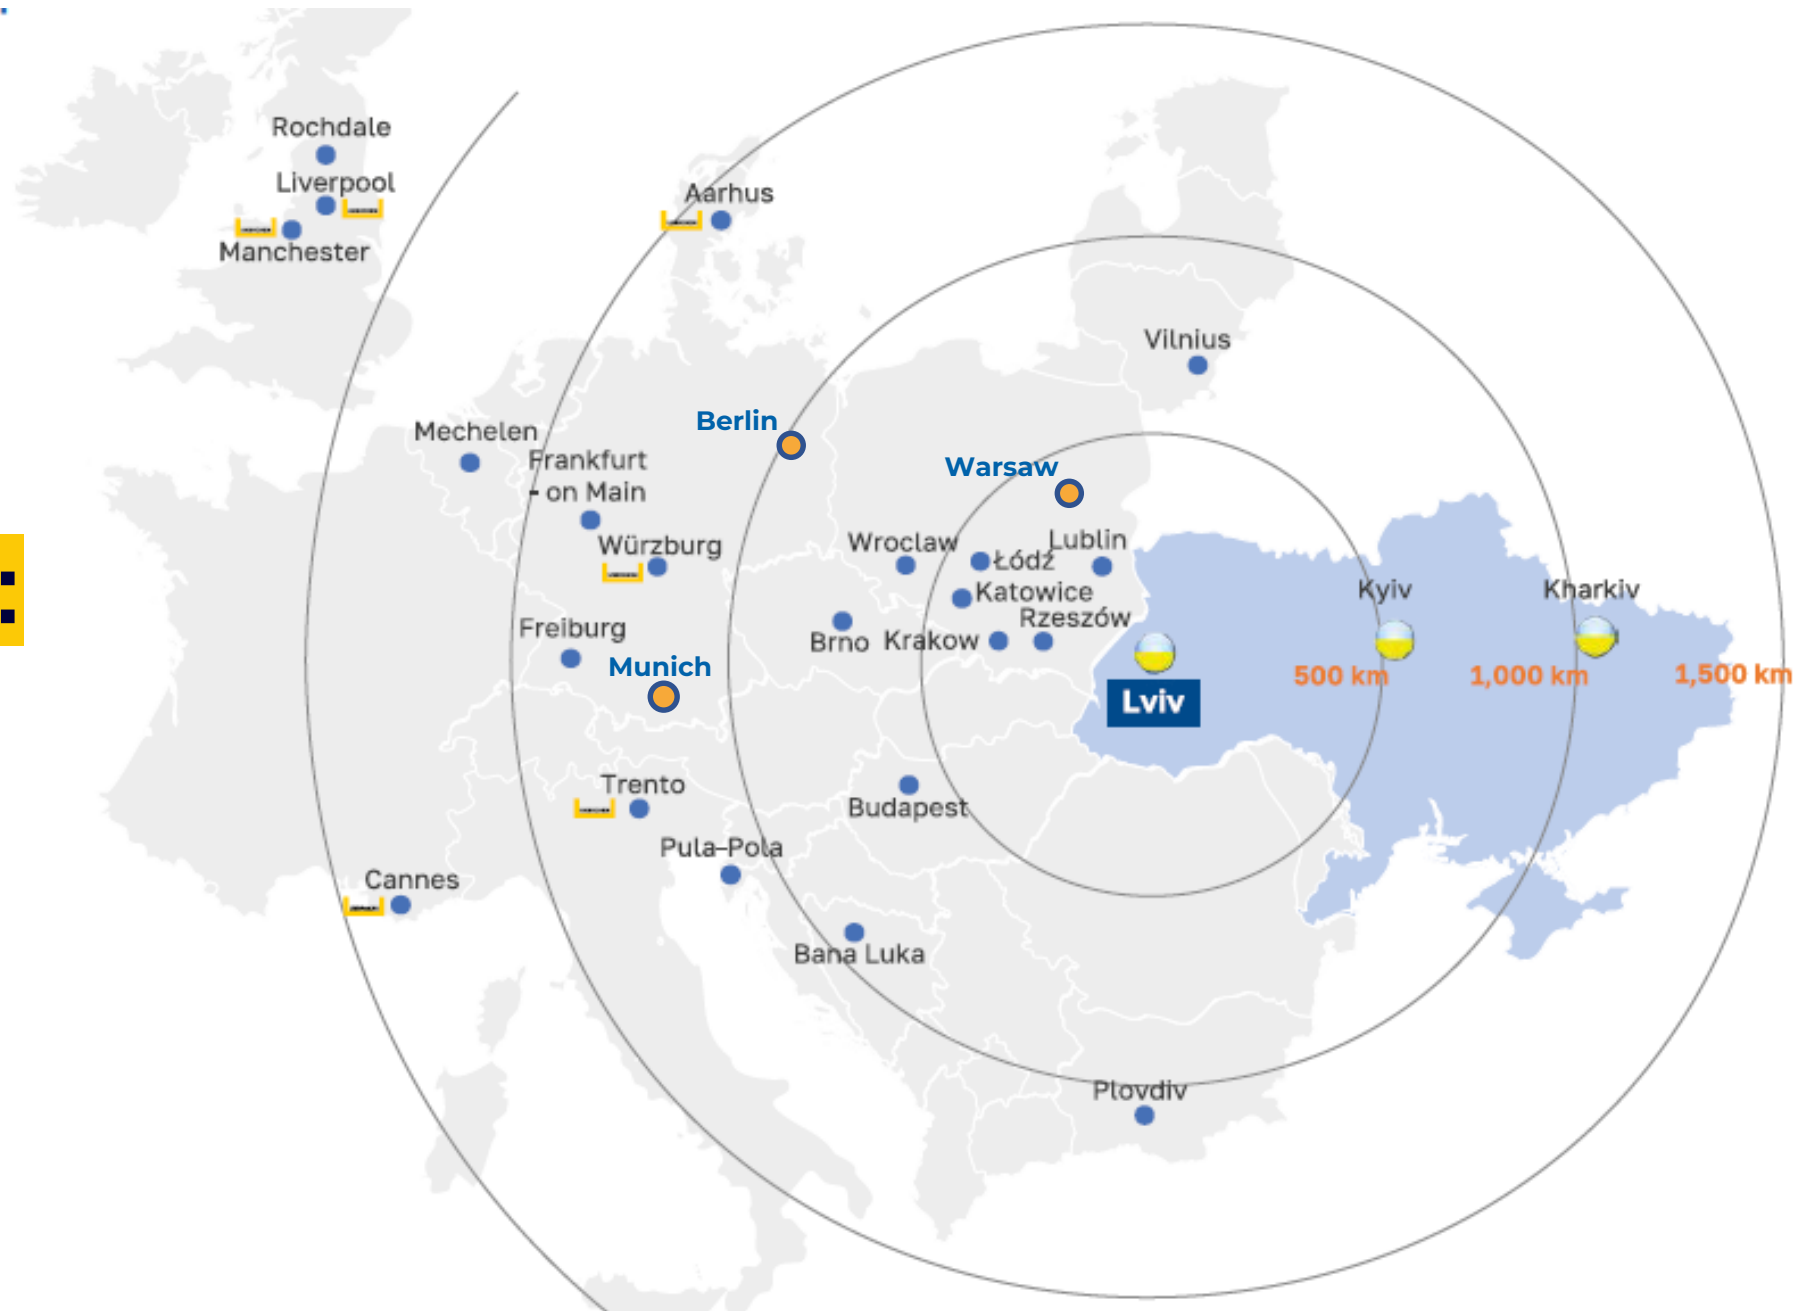 Rochdale
Liverpool
Manchester
Aarhus
Vilnius
Mechelen
Berlin
Frankfurt
- on Main
Warsaw
Würzburg
Wroclaw
Lublin
Łódź
Katowice
Kyiv
Kharkiv
Rzeszów
Freiburg
Brno
Krakow
Munich
500 km
1,000 km
1,500 km
Lviv
Trento
Budapest
Pula–Pola
Cannes
Bana Luka
Plovdiv